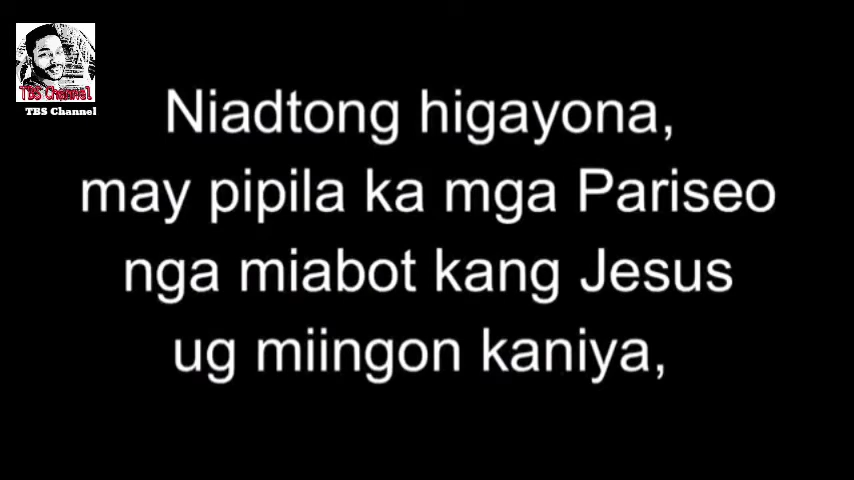 TBS Channel
TBS Channel
Niadtong higayona,
may pipila ka mga Pariseo
nga miabot kang Jesus
ug miingon kaniya,